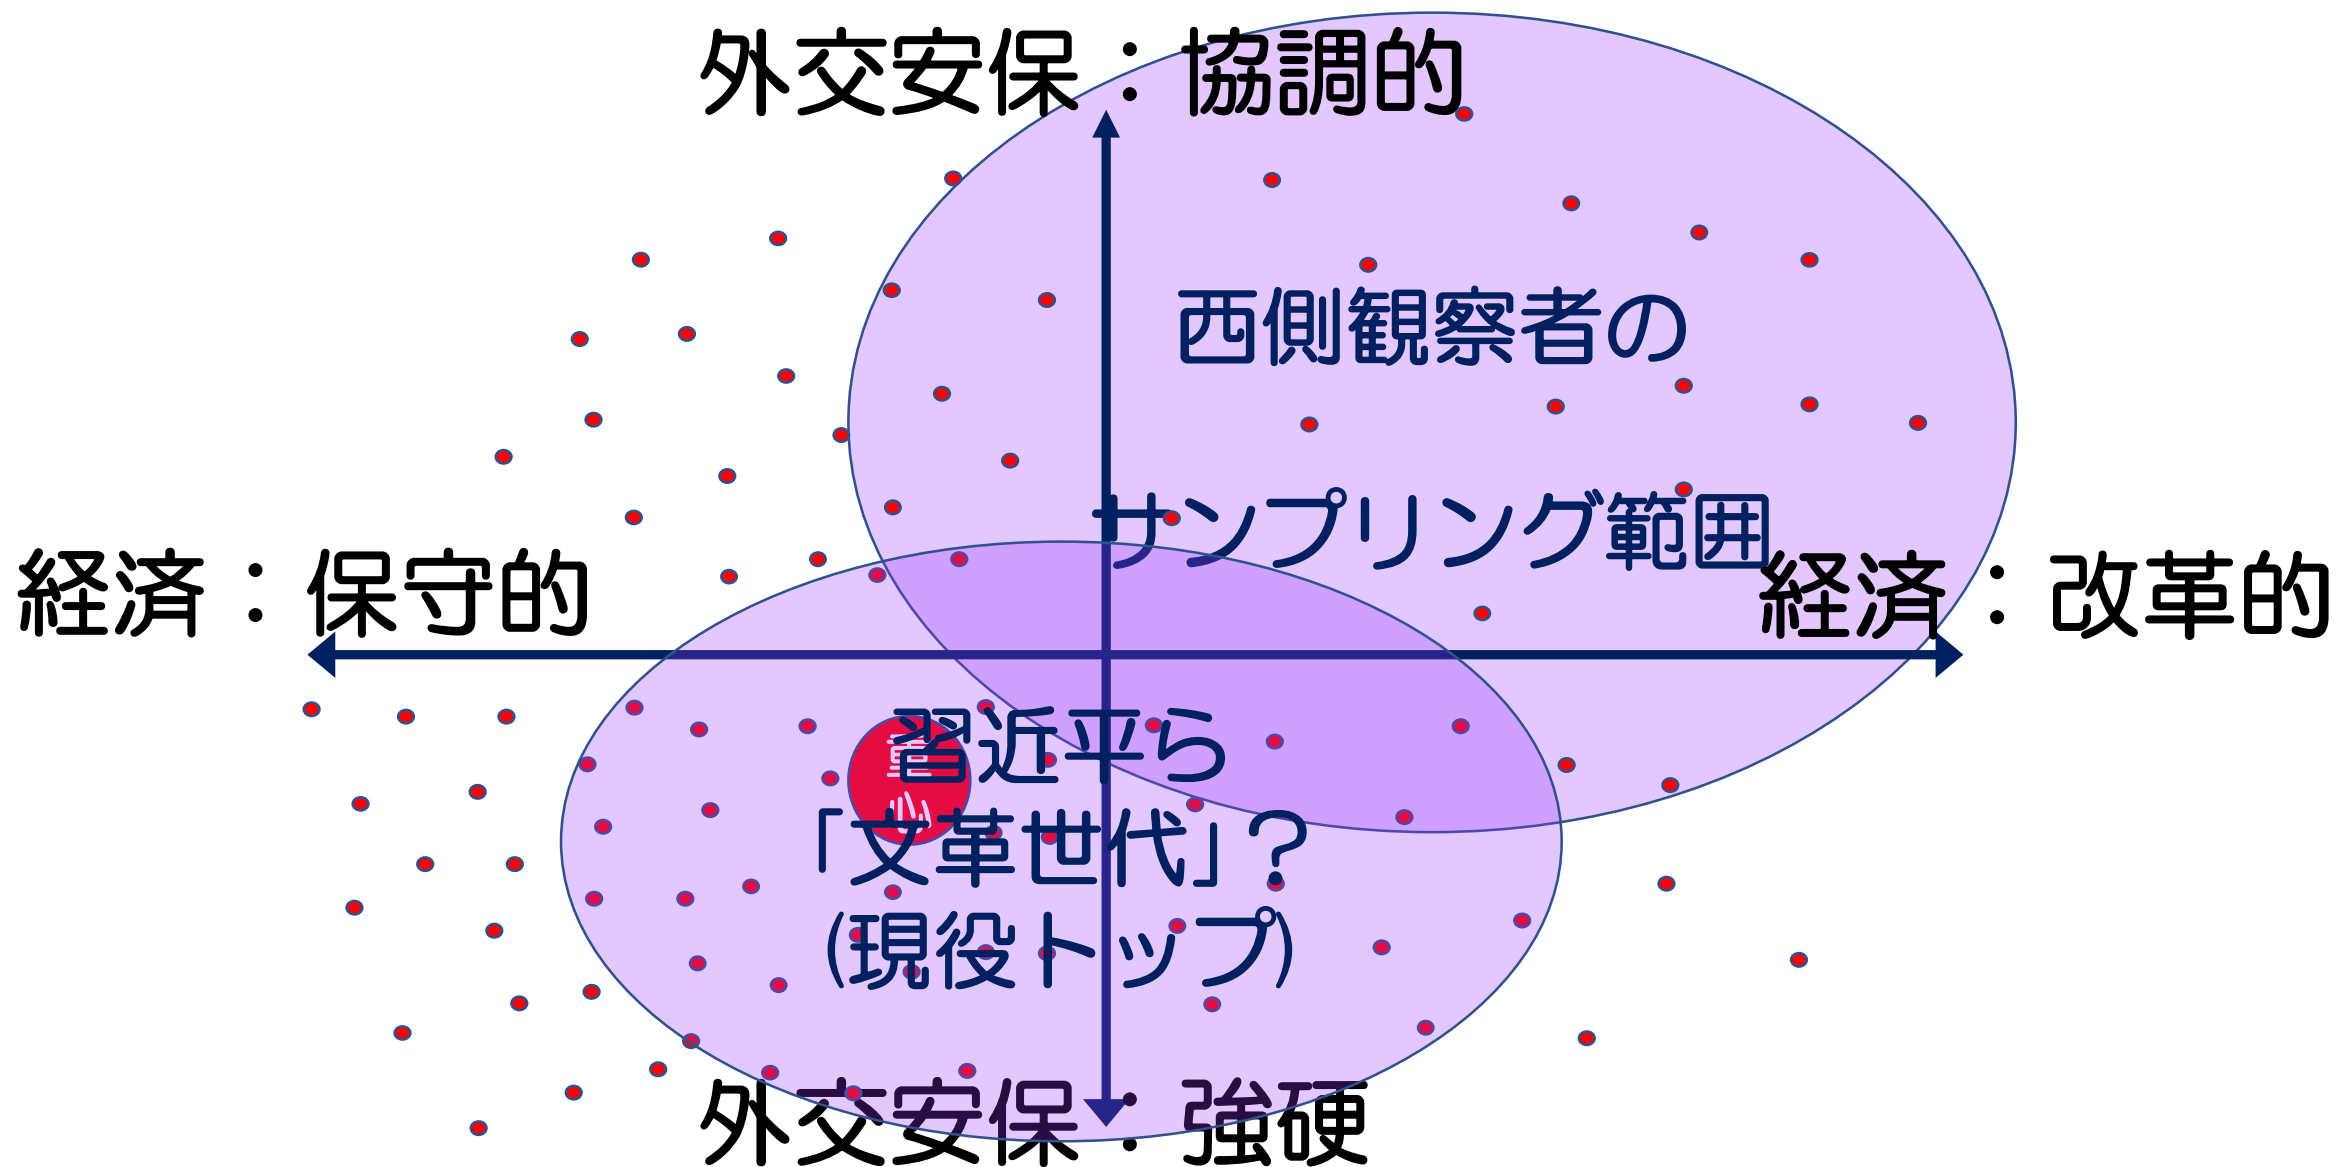 外交安保：協調的
西側観察者の
サンプリング範囲
経済：保守的
経済：改革的
習近平ら
「文革世代」？
(現役トップ)
重心
外交安保：強硬